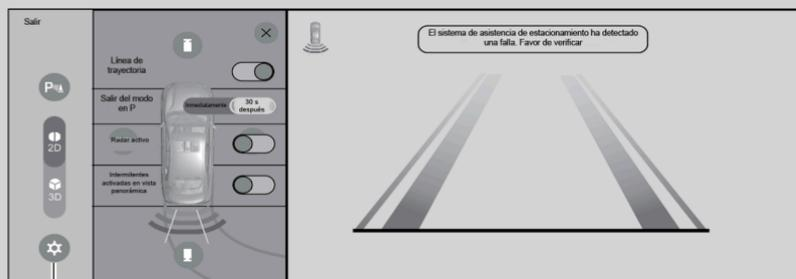 Salir
P
2D
3D
Línea de
trayectoria
Salir del modo
en P
Inmediatamente
30 s
después
Radar activo
Intermitentes
activadas en vista
panorámica
El sistema de asistencia de estacionamiento ha detectado
una falla. Favor de verificar